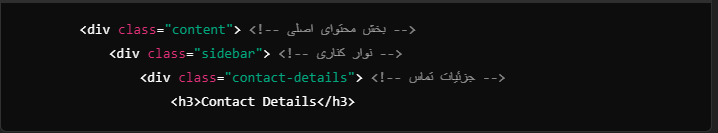 <div class="content"> <!-- بخش محتوای اصلی -->
<div class="sidebar"> <!-- نوار کناری -->
<div class="contact-details"> <!-- جزئیات تماس -->
<h3>Contact Details</h3>